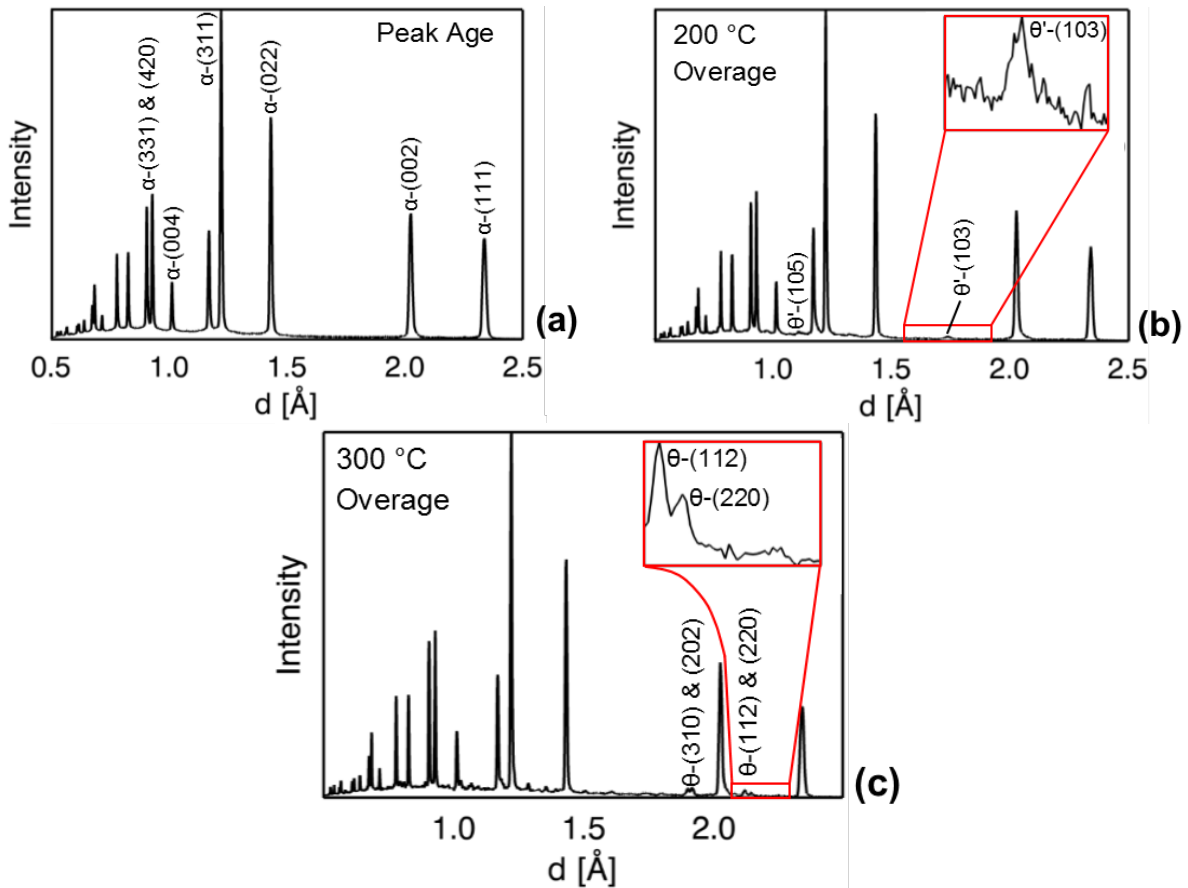 Peak Age
Intensity
α-(331) & (420)
α-(004)
α-(311)
α-(022)
α-(002)
α-(111)
0.5 1.0 1.5 2.0 2.5
d [Å]
(a)
200 °C
Overage
Intensity
θ'-(103)
θ'-(105)
θ'-(103)
1.0 1.5 2.0 2.5
d [Å]
(b)
300 °C
Overage
Intensity
θ-(112)
θ-(220)
θ-(310) & (202)
θ-(112) & (220)
1.0 1.5 2.0
d [Å]
(c)